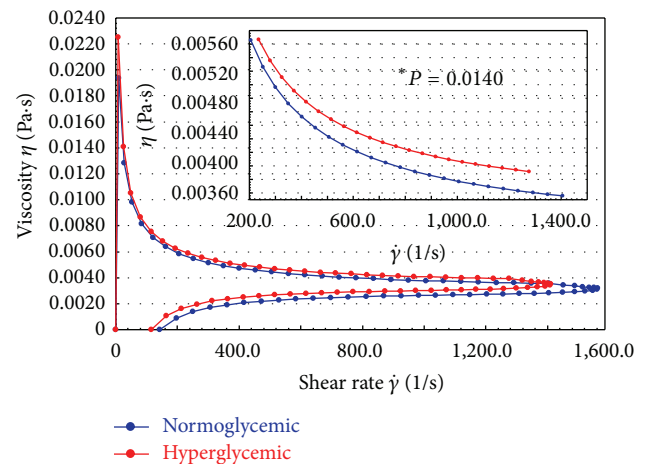 0.0240
0.0220
0.0200
0.0180
0.0160
0.0140
0.0120
0.0100
0.0080
0.0060
0.0040
0.0020
0
Viscosity η (Pa·s)
0 400.0 800.0 1,200.0 1,600.0
Shear rate γ̇ (1/s)
0.00560
0.00520
0.00480
0.00440
0.00400
0.00360
η (Pa·s)
*P = 0.0140
200.0 600.0 1,000.0 1,400.0
γ̇ (1/s)
Normoglycemic
Hyperglycemic